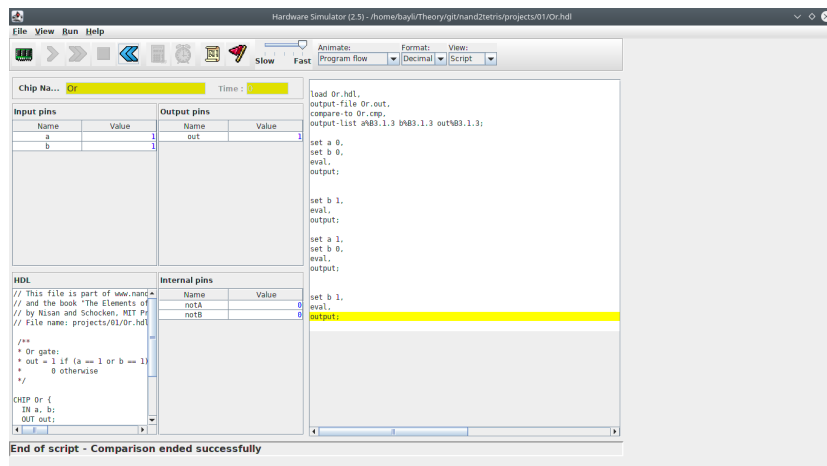 Hardware Simulator (2.5) - /home/bayli/Theory/git/nand2tetris/projects/01/Or.hdl
File View Run Help
Slow Fast
Animate: Format: View:
Program flow Decimal Script
Chip Na... Or Time :
Input pins
Name Value
a 1
b 1
Output pins
Name Value
out 1
HDL
// This file is part of www.nand
// and the book "The Elements of
// by Nisan and Schocken, MIT Pr
// File name: projects/01/Or.hdl
/**
* Or gate:
* out = 1 if (a == 1 or b == 1)
* 0 otherwise
*/
CHIP Or {
IN a, b;
OUT out;
Internal pins
Name Value
notA 0
notB 0
load Or.hdl,
output-file Or.out,
compare-to Or.cmp,
output-list a%B3.1.3 b%B3.1.3 out%B3.1.3;
set a 0,
set b 0,
eval,
output;
set b 1,
eval,
output;
set a 1,
set b 0,
eval,
output;
set b 1,
eval,
output;
End of script - Comparison ended successfully